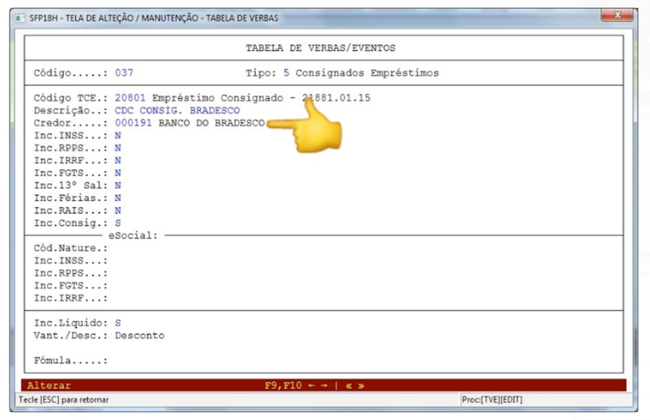 SFP18H - TELA DE ALTEÇÃO / MANUTENÇÃO - TABELA DE VERBAS
TABELA DE VERBAS/EVENTOS
Código.....: 037 Tipo: 5 Consignados Empréstimos
Código TCE.: 20801 Empréstimo Consignado - 21881.01.15
Descrição..: CDC CONSIG. BRADESCO
Credor.....: 000191 BANCO DO BRADESCO
Inc.INSS...: N
Inc.RPPS...: N
Inc.IRRF...: N
Inc.FGTS...: N
Inc.13º Sal: N
Inc.Férias.: N
Inc.RAIS...: N
Inc.Consig.: S
eSocial:
Cód.Nature.:
Inc.INSS...:
Inc.RPPS...:
Inc.FGTS...:
Inc.IRRF...:
Inc.Líquido: S
Vant./Desc.: Desconto
Fómula.....:
Alterar F9,F10 ← → | « »
Tecle [ESC] para retornar Proc:[TVE][EDIT]